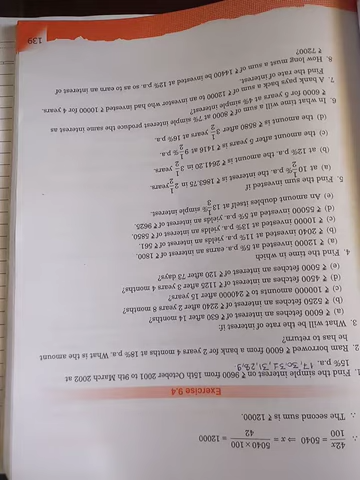 42x/100 = 5040 ⇒ x = 5040×100/42 = 12000
∴ The second sum is ₹ 12000.
Exercise 9.4
1. Find the simple interest on ₹ 9600 from 15th October 2001 to 9th March 2002 at
15% p.a.
2. Ram borrowed ₹ 6000 from a bank for 2 years 4 months at 16% p.a. What is the amount
he has to return?
3. What will be the rate of interest if:
(a) ₹ 6000 fetches an interest of ₹ 630 after 14 months?
(b) ₹ 5250 fetches an interest of ₹ 2240 after 2 years 8 months?
(c) ₹ 100000 amounts to ₹ 240000 after 15 years?
(d) ₹ 4500 fetches an interest of ₹ 1125 after 3 years 4 months?
(e) ₹ 5000 fetches an interest of ₹ 120 after 73 days?
4. Find the time in which
(a) ₹ 12000 invested at 5% p.a. earns an interest of ₹ 1800.
(b) ₹ 2040 invested at 11% p.a. yields an interest of ₹ 561.
(c) ₹ 10000 invested at 13% p.a. yields an interest of ₹ 5850.
(d) ₹ 55000 invested at 5% p.a. yields an interest of ₹ 9625.
(e) An amount doubles itself at 13 1/3% simple interest.
5. Find the sum invested if
(a) at 10 1/2% p.a. the interest is ₹ 1863.75 in 2 1/2 years.
(b) at 12% p.a. the amount is ₹ 2641.20 in 3 1/2 years.
(c) the amount after 5 years is ₹ 1416 at 9 1/2% p.a.
(d) the amount is ₹ 8580 after 3 1/2 years at 16% p.a.
6. In what time will a sum of ₹ 8000 at 7% simple interest produce the same interest as
₹ 6000 for 5 years at 4% simple interest?
7. A bank pays back a sum of ₹ 12000 to an investor who had invested ₹ 10000 for 4 years.
Find the rate of interest.
8. How long must a sum of ₹ 14400 be invested at 12% p.a. so as to earn an interest of
₹ 7200?
139